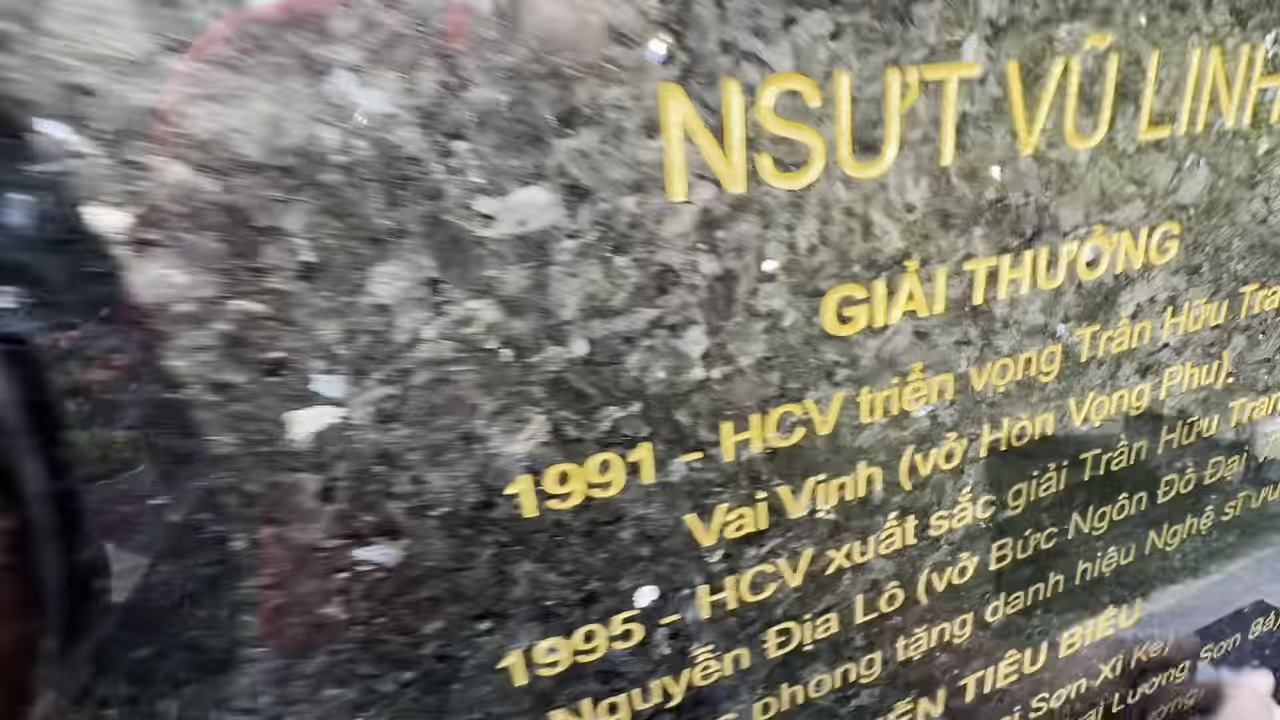 NSƯT VŨ LINH
GIẢI THƯỞNG
1991 - HCV triển vọng Trần Hữu Tra
Vai Vịnh (vở Hòn Vọng Phu).
1995 - HCV xuất sắc giải Trần Hữu Tran
Nguyễn Địa Lô (vở Bức Ngôn Đồ Đại
phong tặng danh hiệu Nghệ sĩ ưu
TIÊU BIỂU
Sơn Xi Ke)
Lương Sơn Bá)